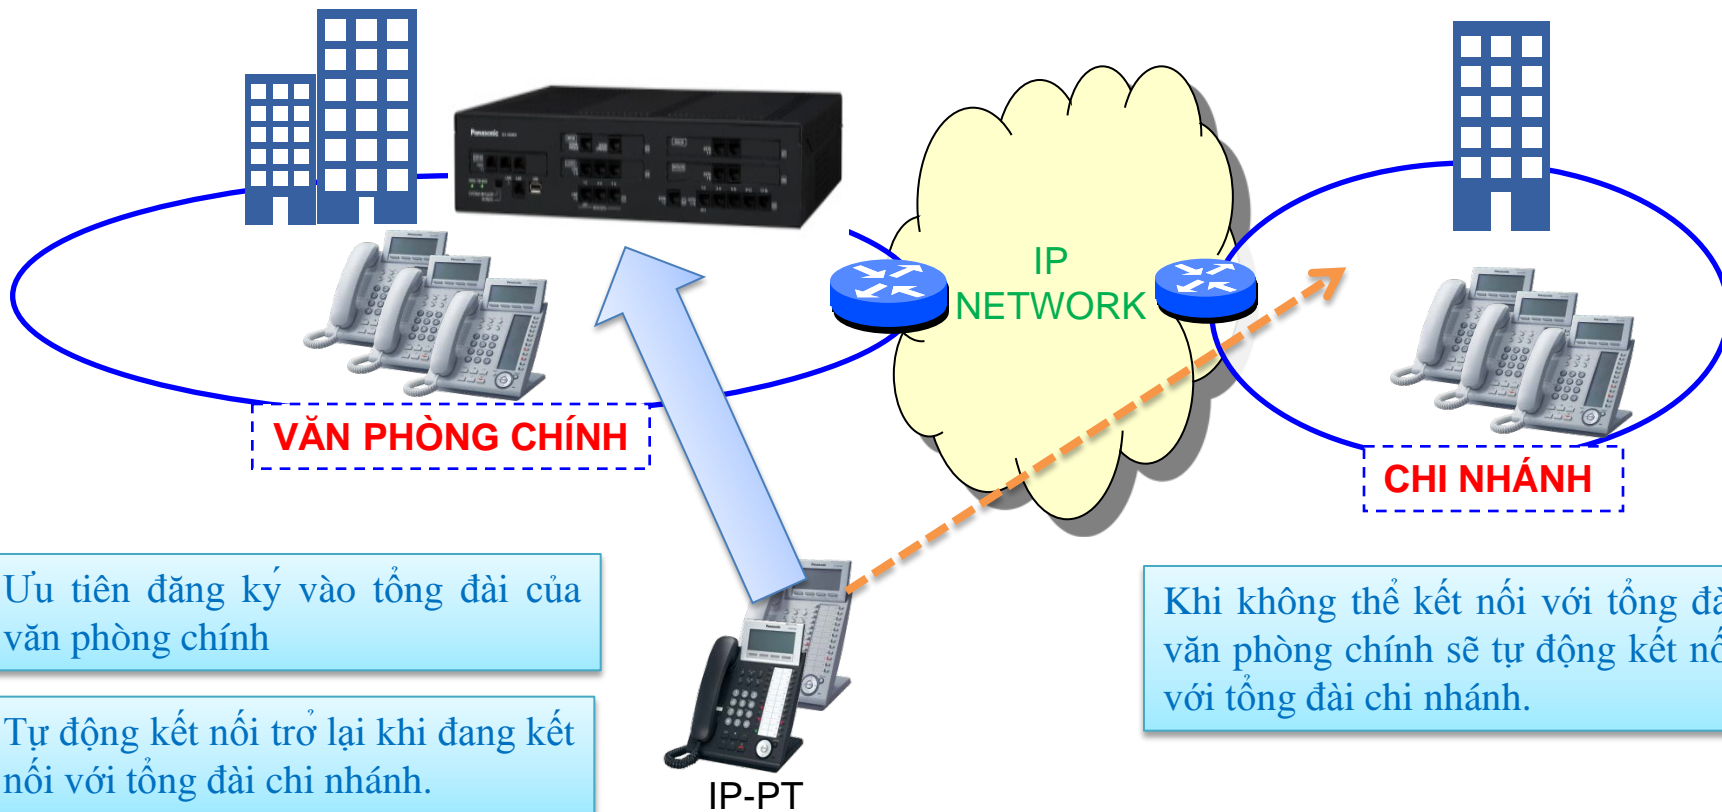 Panasonic
IP
NETWORK
VĂN PHÒNG CHÍNH
CHI NHÁNH
Ưu tiên đăng ký vào tổng đài của
văn phòng chính
Khi không thể kết nối với tổng đà
văn phòng chính sẽ tự động kết nố
với tổng đài chi nhánh.
Tự động kết nối trở lại khi đang kết
nối với tổng đài chi nhánh.
IP-PT